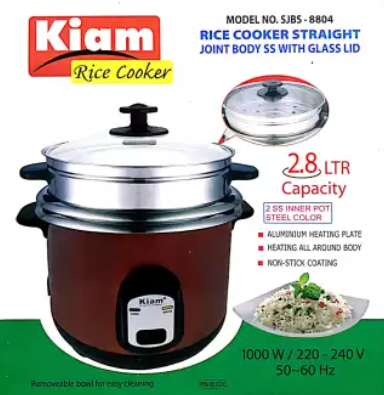 Kiam
Rice Cooker
MODEL NO. SJBS - 8804
RICE COOKER STRAIGHT
JOINT BODY SS WITH GLASS LID
2.8 LTR
Capacity
2 SS INNER POT
STEEL COLOR
ALUMINIUM HEATING PLATE
HEATING ALL AROUND BODY
NON-STICK COATING
Kiam
1000 W / 220 - 240 V
50~60 Hz
Removeable bowl for easy cleaning